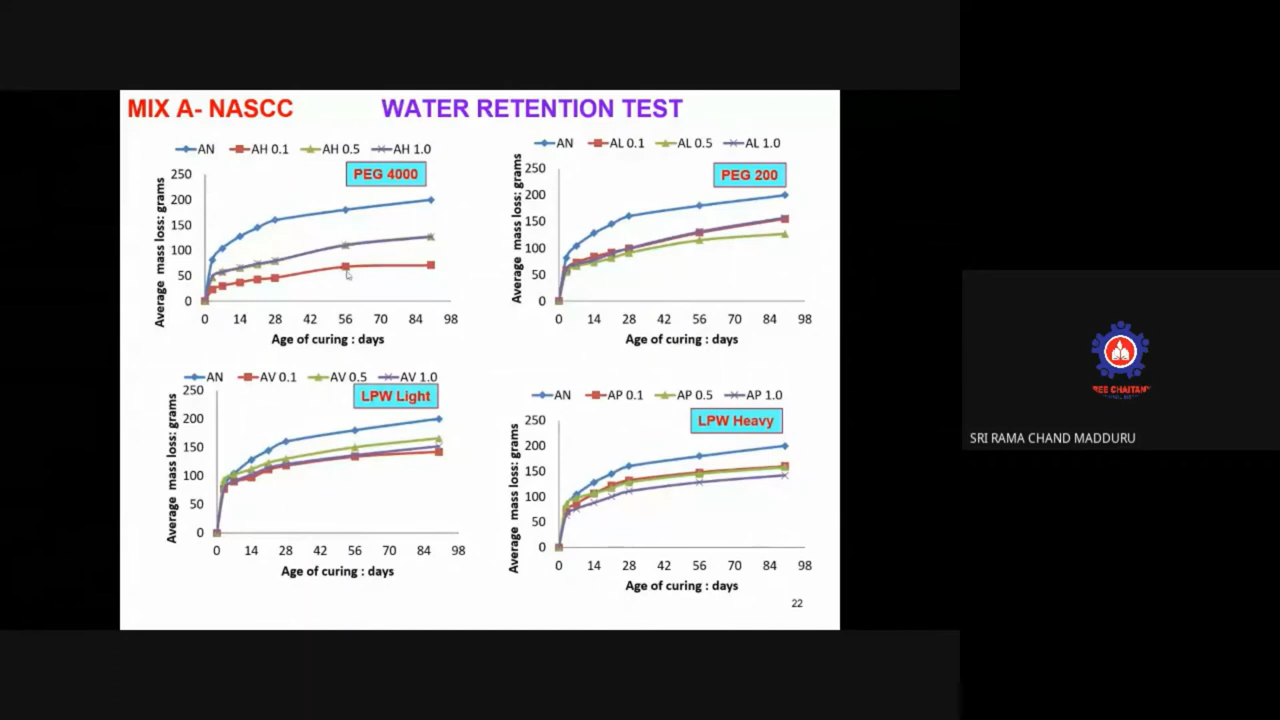 MIX A- NASCC WATER RETENTION TEST
AN AH 0.1 AH 0.5 AH 1.0
PEG 4000
Average mass loss: grams
250
200
150
100
50
0
0 14 28 42 56 70 84 98
Age of curing : days
AN AL 0.1 AL 0.5 AL 1.0
PEG 200
Average mass loss: grams
250
200
150
100
50
0
0 14 28 42 56 70 84 98
Age of curing : days
AN AV 0.1 AV 0.5 AV 1.0
LPW Light
Average mass loss: grams
250
200
150
100
50
0
0 14 28 42 56 70 84 98
Age of curing : days
AN AP 0.1 AP 0.5 AP 1.0
LPW Heavy
Average mass loss: grams
250
200
150
100
50
0
0 14 28 42 56 70 84 98
Age of curing : days
22
REE CHAITAN
SRI RAMA CHAND MADDURU